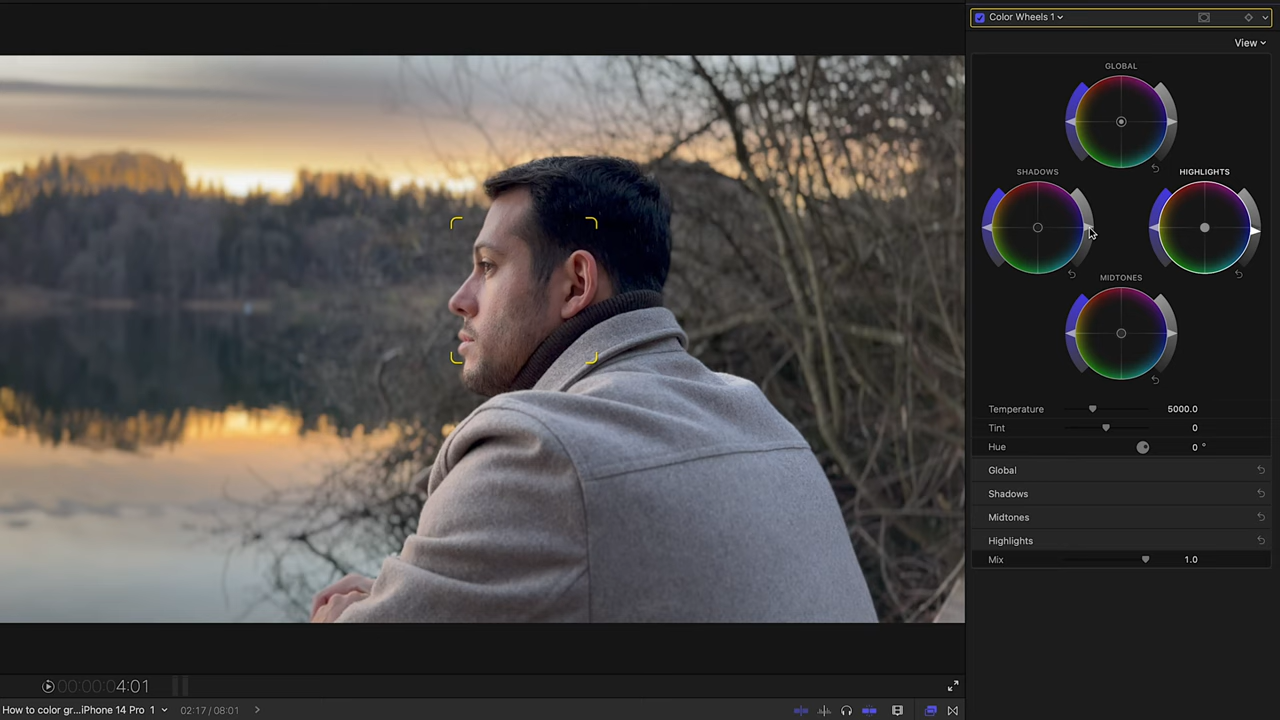 Color Wheels 1
View
GLOBAL
SHADOWS
HIGHLIGHTS
MIDTONES
Temperature 5000.0
Tint 0
Hue 0 °
Global
Shadows
Midtones
Highlights
Mix 1.0
00:00:04:01
How to color gr...iPhone 14 Pro 1 02:17 / 08:01